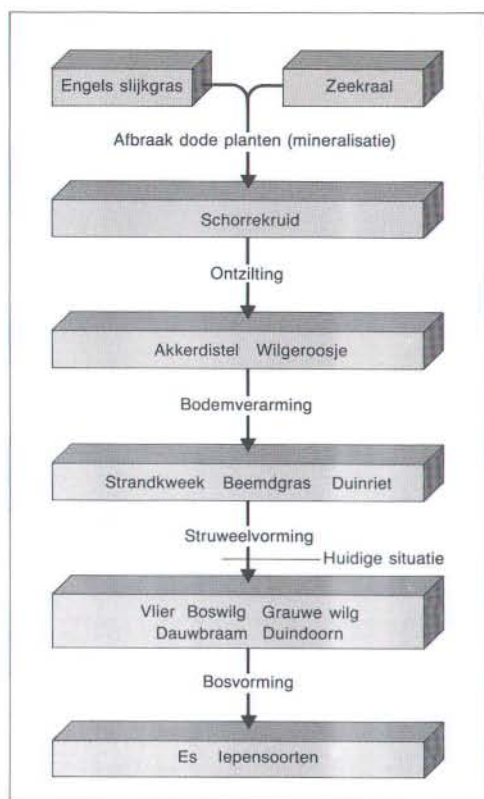 Engels slijkgras
Zeekraal
Afbraak dode planten (mineralisatie)
Schorrekruid
Ontzilting
Akkerdistel Wilgeroosje
Bodemverarming
Strandkweek Beemdgras Duinriet
Struweelvorming
Huidige situatie
Vlier Boswilg Grauwe wilg
Dauwbraam Duindoorn
Bosvorming
Es Iepensoorten